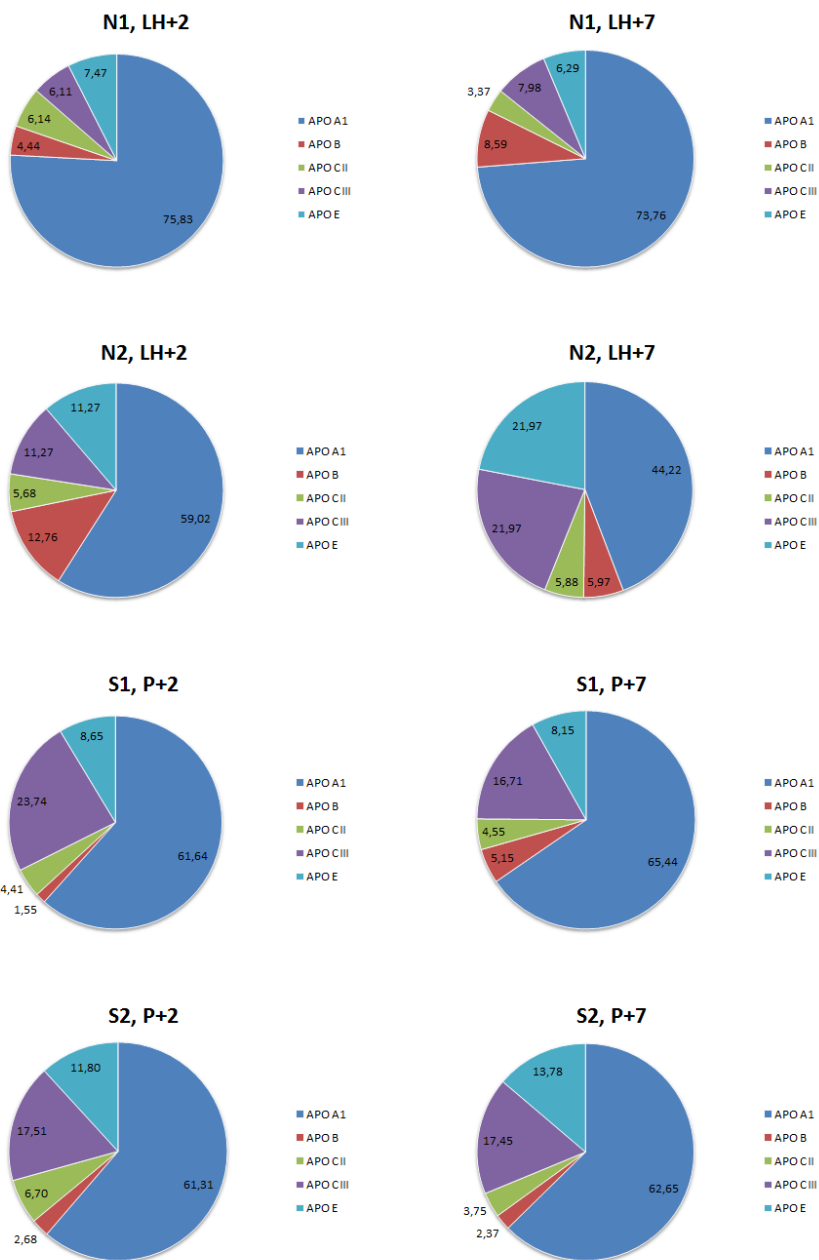 N1, LH+2
7,47
6,11
6,14
4,44
75,83
APO A1
APO B
APO CII
APO CIII
APO E
N1, LH+7
6,29
7,98
3,37
8,59
73,76
APO A1
APO B
APO CII
APO CIII
APO E
N2, LH+2
11,27
11,27
5,68
12,76
59,02
APO A1
APO B
APO CII
APO CIII
APO E
N2, LH+7
21,97
44,22
21,97
5,88
5,97
APO A1
APO B
APO CII
APO CIII
APO E
S1, P+2
8,65
23,74
61,64
4,41
1,55
APO A1
APO B
APO CII
APO CIII
APO E
S1, P+7
8,15
16,71
4,55
5,15
65,44
APO A1
APO B
APO CII
APO CIII
APO E
S2, P+2
11,80
17,51
61,31
6,70
2,68
APO A1
APO B
APO CII
APO CIII
APO E
S2, P+7
13,78
17,45
62,65
3,75
2,37
APO A1
APO B
APO CII
APO CIII
APO E